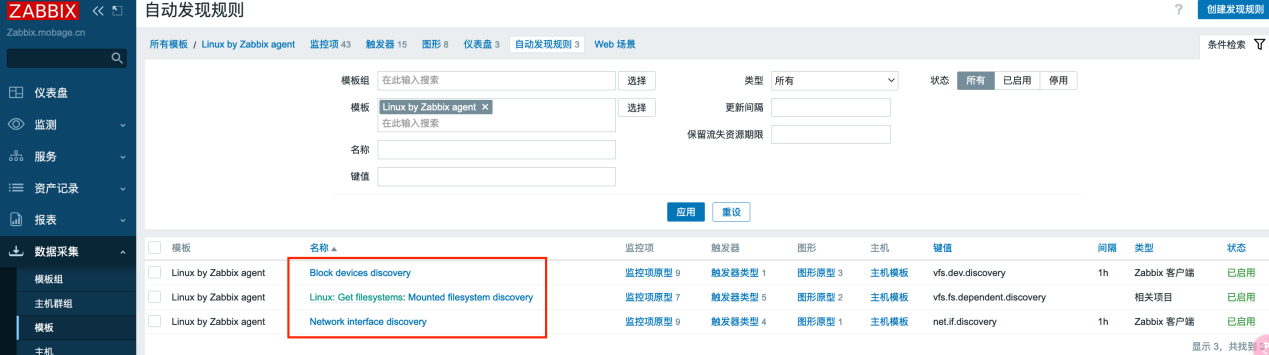 ZABBIX
Zabbix.mobage.cn
仪表盘
监测
服务
资产记录
报表
数据采集
模板组
主机群组
模板
主机
自动发现规则
? 创建发现规则
所有模板 / Linux by Zabbix agent 监控项 43 触发器 15 图形 8 仪表盘 3 自动发现规则 3 Web 场景
条件检索
模板组 在此输入搜索 选择 类型 所有 状态 所有 已启用 停用
模板 Linux by Zabbix agent × 选择 更新间隔
在此输入搜索 保留流失资源期限
名称
键值
应用 重设
模板 名称 监控项 触发器 图形 主机 键值 间隔 类型 状态
Linux by Zabbix agent Block devices discovery 监控项原型 9 触发器类型 1 图形原型 3 主机模板 vfs.dev.discovery 1h Zabbix 客户端 已启用
Linux by Zabbix agent Linux: Get filesystems: Mounted filesystem discovery 监控项原型 7 触发器类型 5 图形原型 2 主机模板 vfs.fs.dependent.discovery 相关项目 已启用
Linux by Zabbix agent Network interface discovery 监控项原型 9 触发器类型 4 图形原型 1 主机模板 net.if.discovery 1h Zabbix 客户端 已启用
显示 3，共找到 3